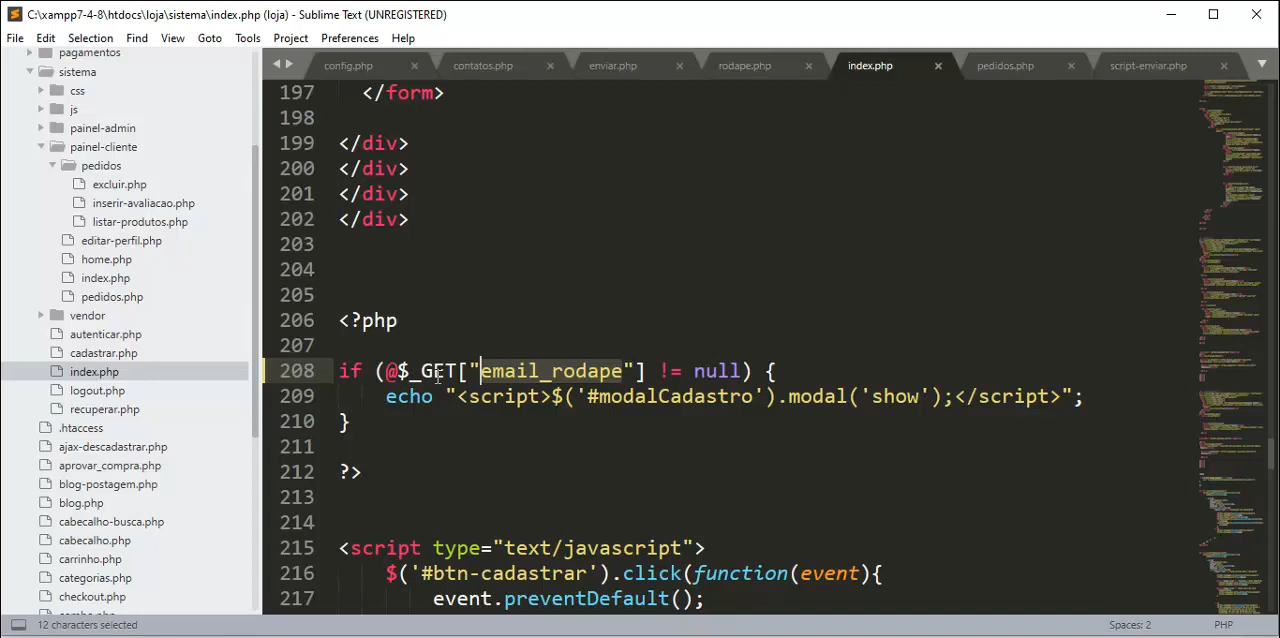 C:\xampp7-4-8\htdocs\loja\sistema\index.php (loja) - Sublime Text (UNREGISTERED)
File Edit Selection Find View Goto Tools Project Preferences Help
pagamentos
sistema
css
js
painel-admin
painel-cliente
pedidos
excluir.php
inserir-avaliacao.php
listar-produtos.php
editar-perfil.php
home.php
index.php
pedidos.php
vendor
autenticar.php
cadastrar.php
index.php
logout.php
recuperar.php
.htaccess
ajax-descadastrar.php
aprovar_compra.php
blog-postagem.php
blog.php
cabecalho-busca.php
cabecalho.php
carrinho.php
categorias.php
checkout.php
config.php × contatos.php × enviar.php × rodape.php × index.php × pedidos.php × script-enviar.php ×
197 </form>
198
199 </div>
200 </div>
201 </div>
202 </div>
203
204
205
206 <?php
207
208 if (@$_GET["email_rodape"] != null) {
209 echo "<script>$('#modalCadastro').modal('show');</script>";
210 }
211
212 ?>
213
214
215 <script type="text/javascript">
216 $('#btn-cadastrar').click(function(event){
217 event.preventDefault();
12 characters selected
Spaces: 2
PHP